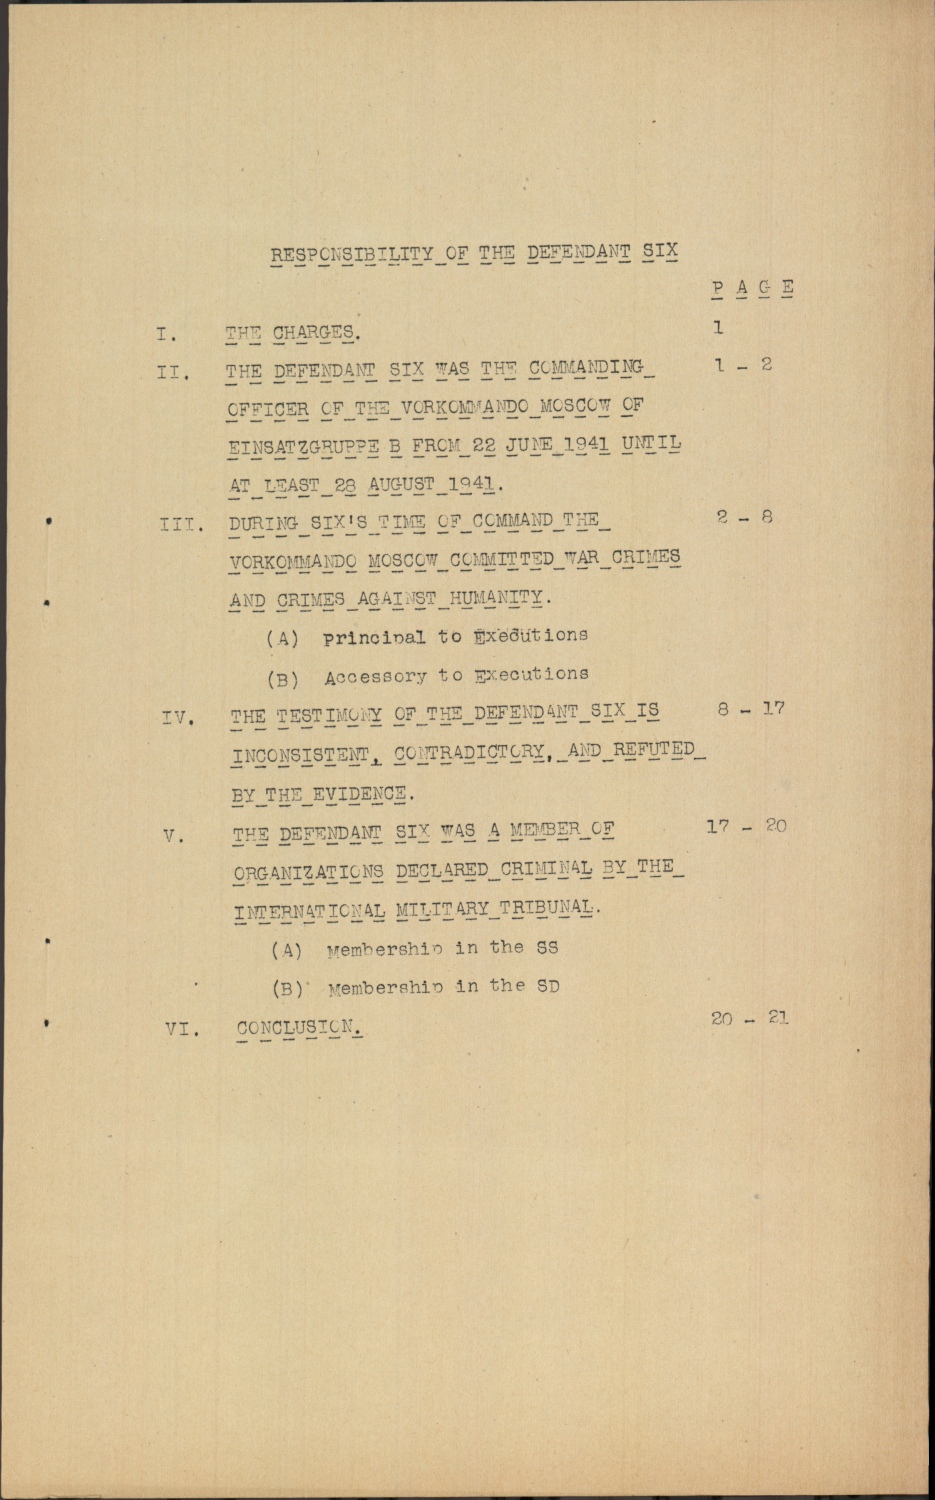 RESPONSIBILITY OF THE DEFENDANT SIX
PAGE
I. THE CHARGES. 1
II. THE DEFENDANT SIX WAS THE COMMANDING 1 - 2
OFFICER OF THE VORKOMMANDO MOSCOW OF
EINSATZGRUPPE B FROM 22 JUNE 1941 UNTIL
AT LEAST 28 AUGUST 1941.
III. DURING SIX'S TIME OF COMMAND THE 2 - 8
VORKOMMANDO MOSCOW COMMITTED WAR CRIMES
AND CRIMES AGAINST HUMANITY.
(A) Principal to Executions
(B) Accessory to Executions
IV. THE TESTIMONY OF THE DEFENDANT SIX IS 8 - 17
INCONSISTENT, CONTRADICTORY, AND REFUTED
BY THE EVIDENCE.
V. THE DEFENDANT SIX WAS A MEMBER OF 17 - 20
ORGANIZATIONS DECLARED CRIMINAL BY THE
INTERNATIONAL MILITARY TRIBUNAL.
(A) Membership in the SS
(B) Membership in the SD
VI. CONCLUSION. 20 - 21